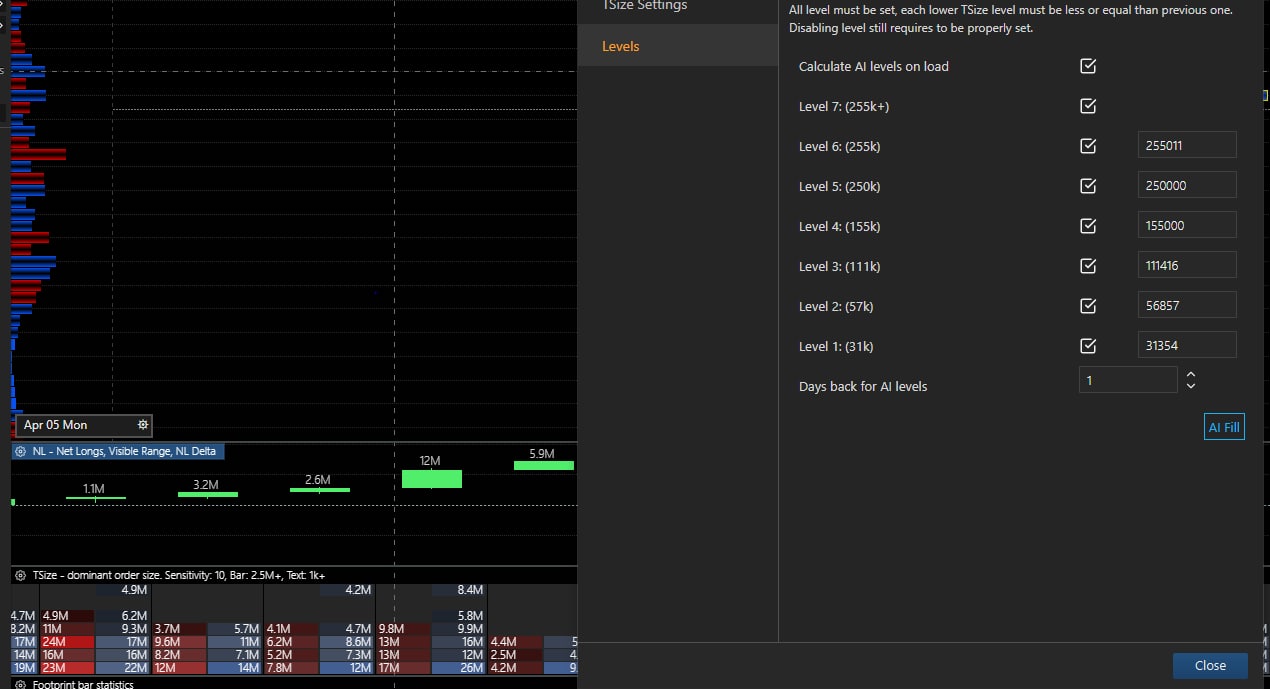 TSize Settings
Levels
All level must be set, each lower TSize level must be less or equal than previous one.
Disabling level still requires to be properly set.
Calculate AI levels on load
Level 7: (255k+)
Level 6: (255k) 255011
Level 5: (250k) 250000
Level 4: (155k) 155000
Level 3: (111k) 111416
Level 2: (57k) 56857
Level 1: (31k) 31354
Days back for AI levels 1
AI Fill
Close
Apr 05 Mon
NL - Net Longs, Visible Range, NL Delta
1.1M 3.2M 2.6M 12M 5.9M
TSize - dominant order size. Sensitivity: 10, Bar: 2.5M+, Text: 1k+
4.9M 4.2M 8.4M
4.7M 4.9M 6.2M 5.8M
8.2M 11M 9.3M 3.7M 5.7M 4.1M 4.7M 9.8M 9.9M
17M 24M 17M 9.6M 11M 6.2M 8.6M 13M 16M 4.4M 5
14M 16M 16M 8.2M 7.1M 5.2M 7.3M 13M 12M 2.5M 4
19M 23M 22M 12M 14M 7.8M 12M 17M 26M 4.2M 9
Footprint bar statistics